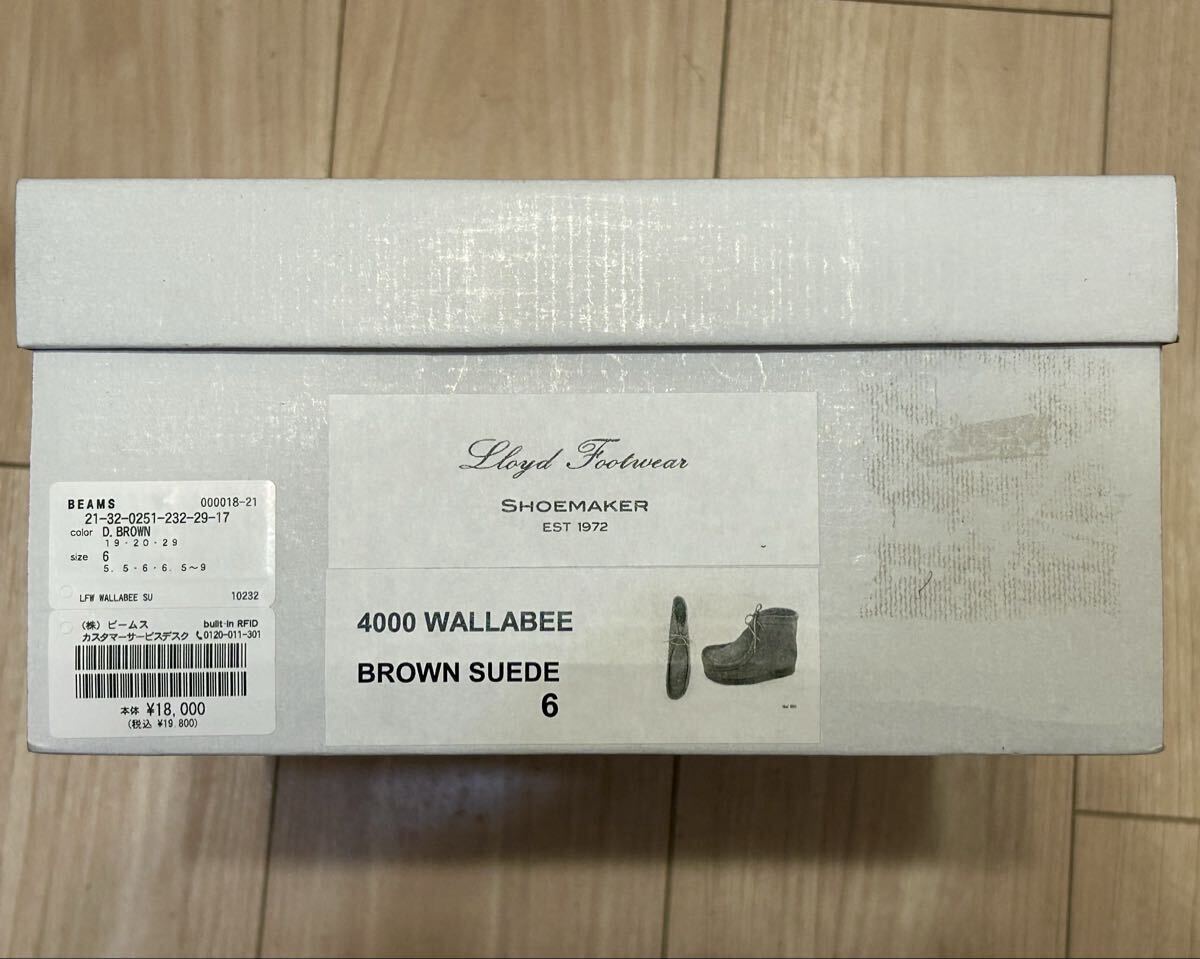 BEAMS 000018-21
21-32-0251-232-29-17
color D.BROWN
19・20・29
size 6
5.5・6・6.5～9
LFW WALLABEE SU 10232
(株) ビームス built-in RFID
カスタマーサービスデスク 0120-011-301
本体 ¥18,000
(税込 ¥19.800)
Lloyd Footwear
SHOEMAKER
EST 1972
4000 WALLABEE
BROWN SUEDE
6